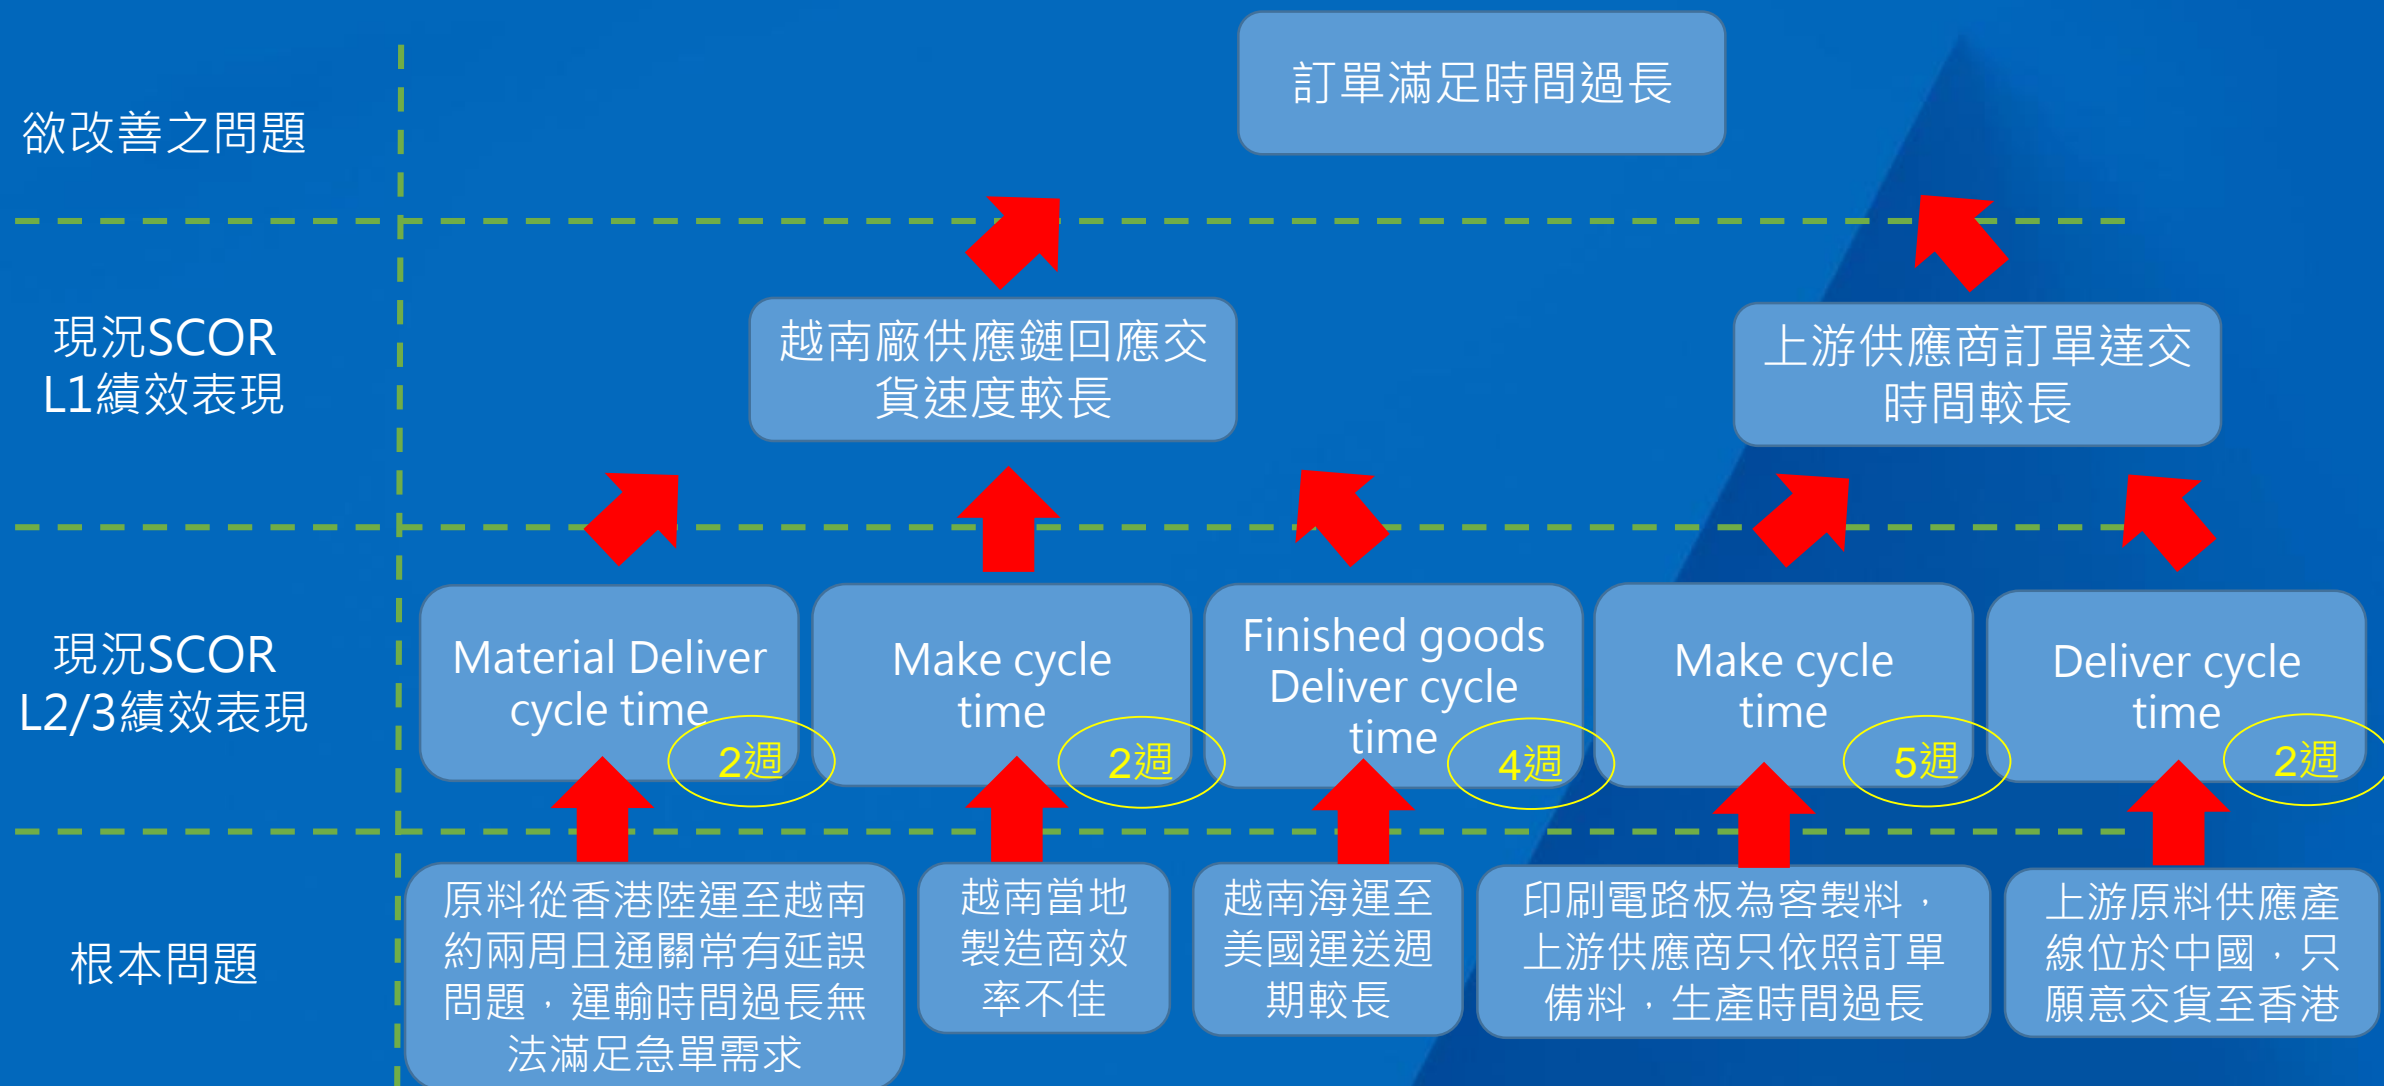 訂單滿足時間過長
欲改善之問題
現況SCOR
L1績效表現
越南廠供應鏈回應交
貨速度較長
上游供應商訂單達交
時間較長
現況SCOR
L2/3績效表現
Material Deliver
cycle time
2週
Make cycle
time
2週
Finished goods
Deliver cycle
time
4週
Make cycle
time
5週
Deliver cycle
time
2週
根本問題
原料從香港陸運至越南
約兩周且通關常有延誤
問題，運輸時間過長無
法滿足急單需求
越南當地
製造商效
率不佳
越南海運至
美國運送週
期較長
印刷電路板為客製料，
上游供應商只依照訂單
備料，生產時間過長
上游原料供應產
線位於中國，只
願意交貨至香港